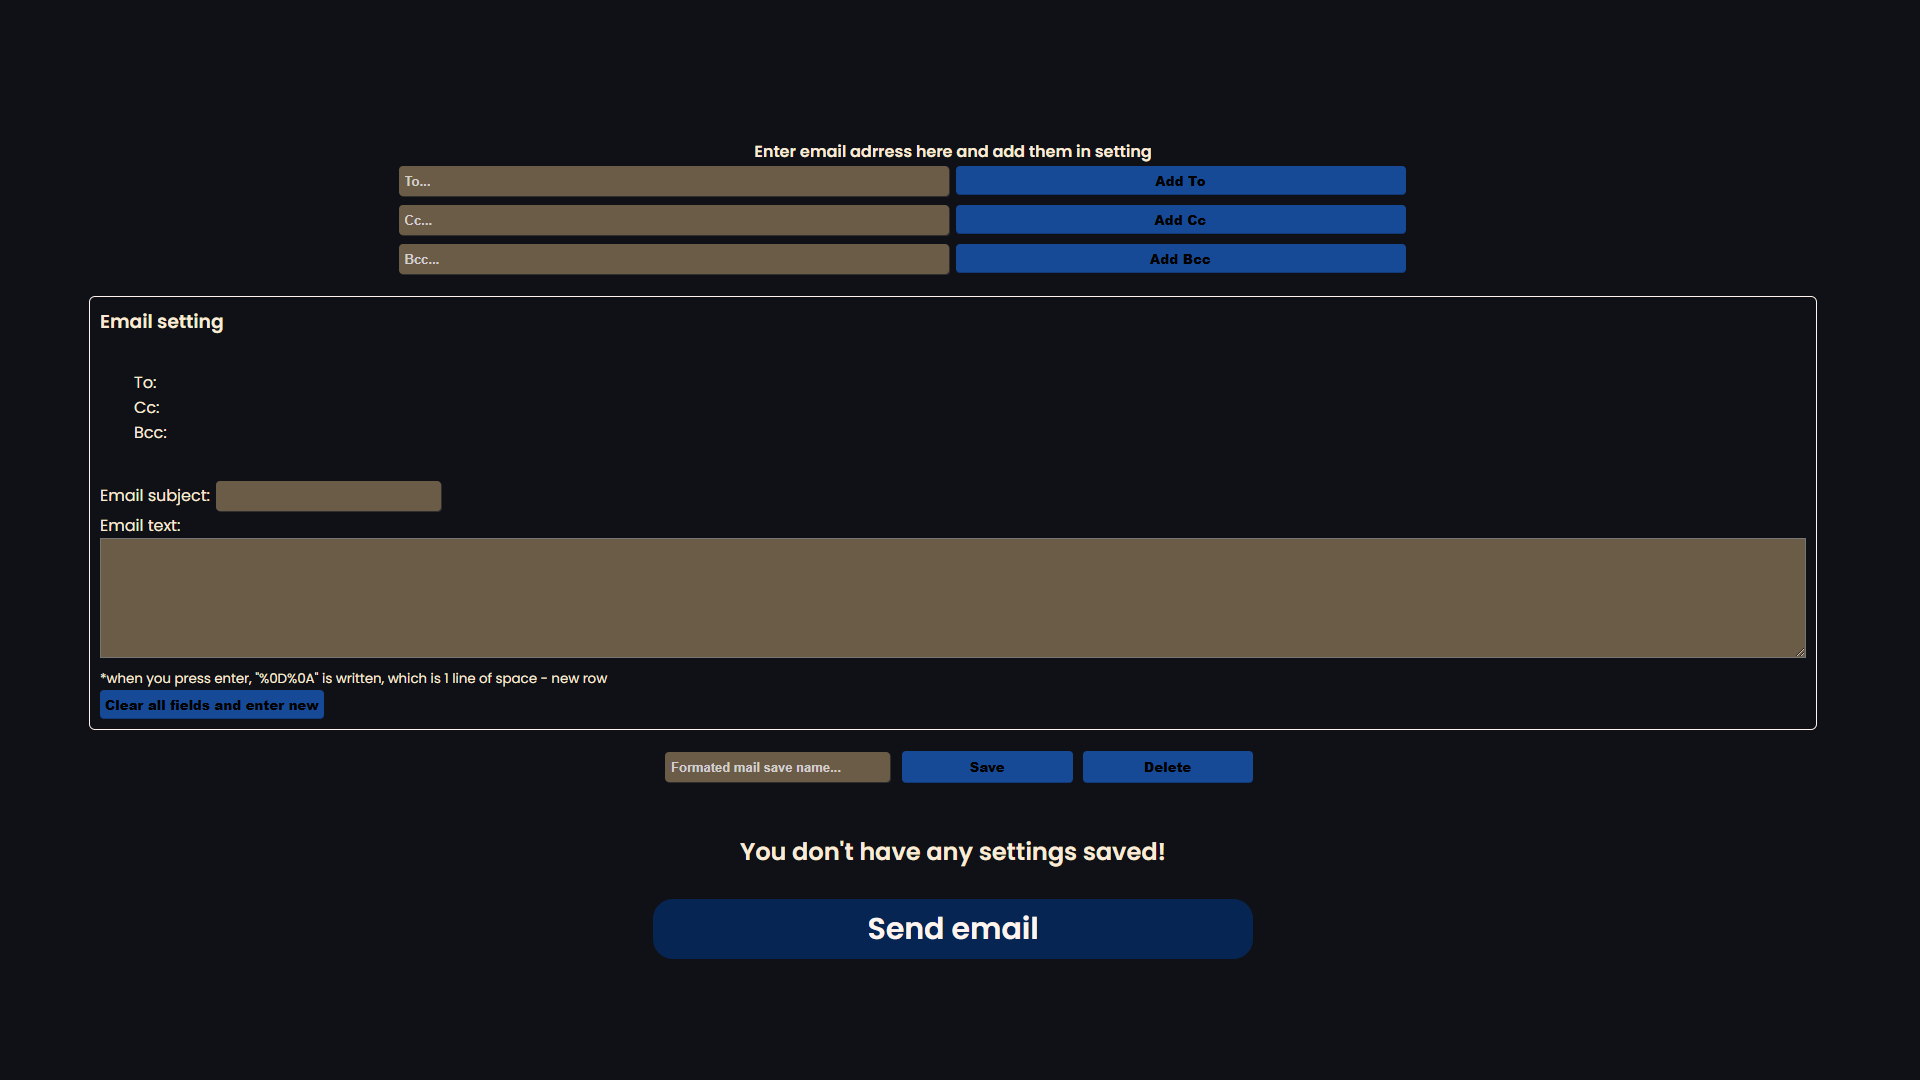 Enter email adrress here and add them in setting
To... Add To
Cc... Add Cc
Bcc... Add Bcc
Email setting
To:
Cc:
Bcc:
Email subject:
Email text:
*when you press enter, "%0D%0A" is written, which is 1 line of space - new row
Clear all fields and enter new
Formated mail save name... Save Delete
You don't have any settings saved!
Send email